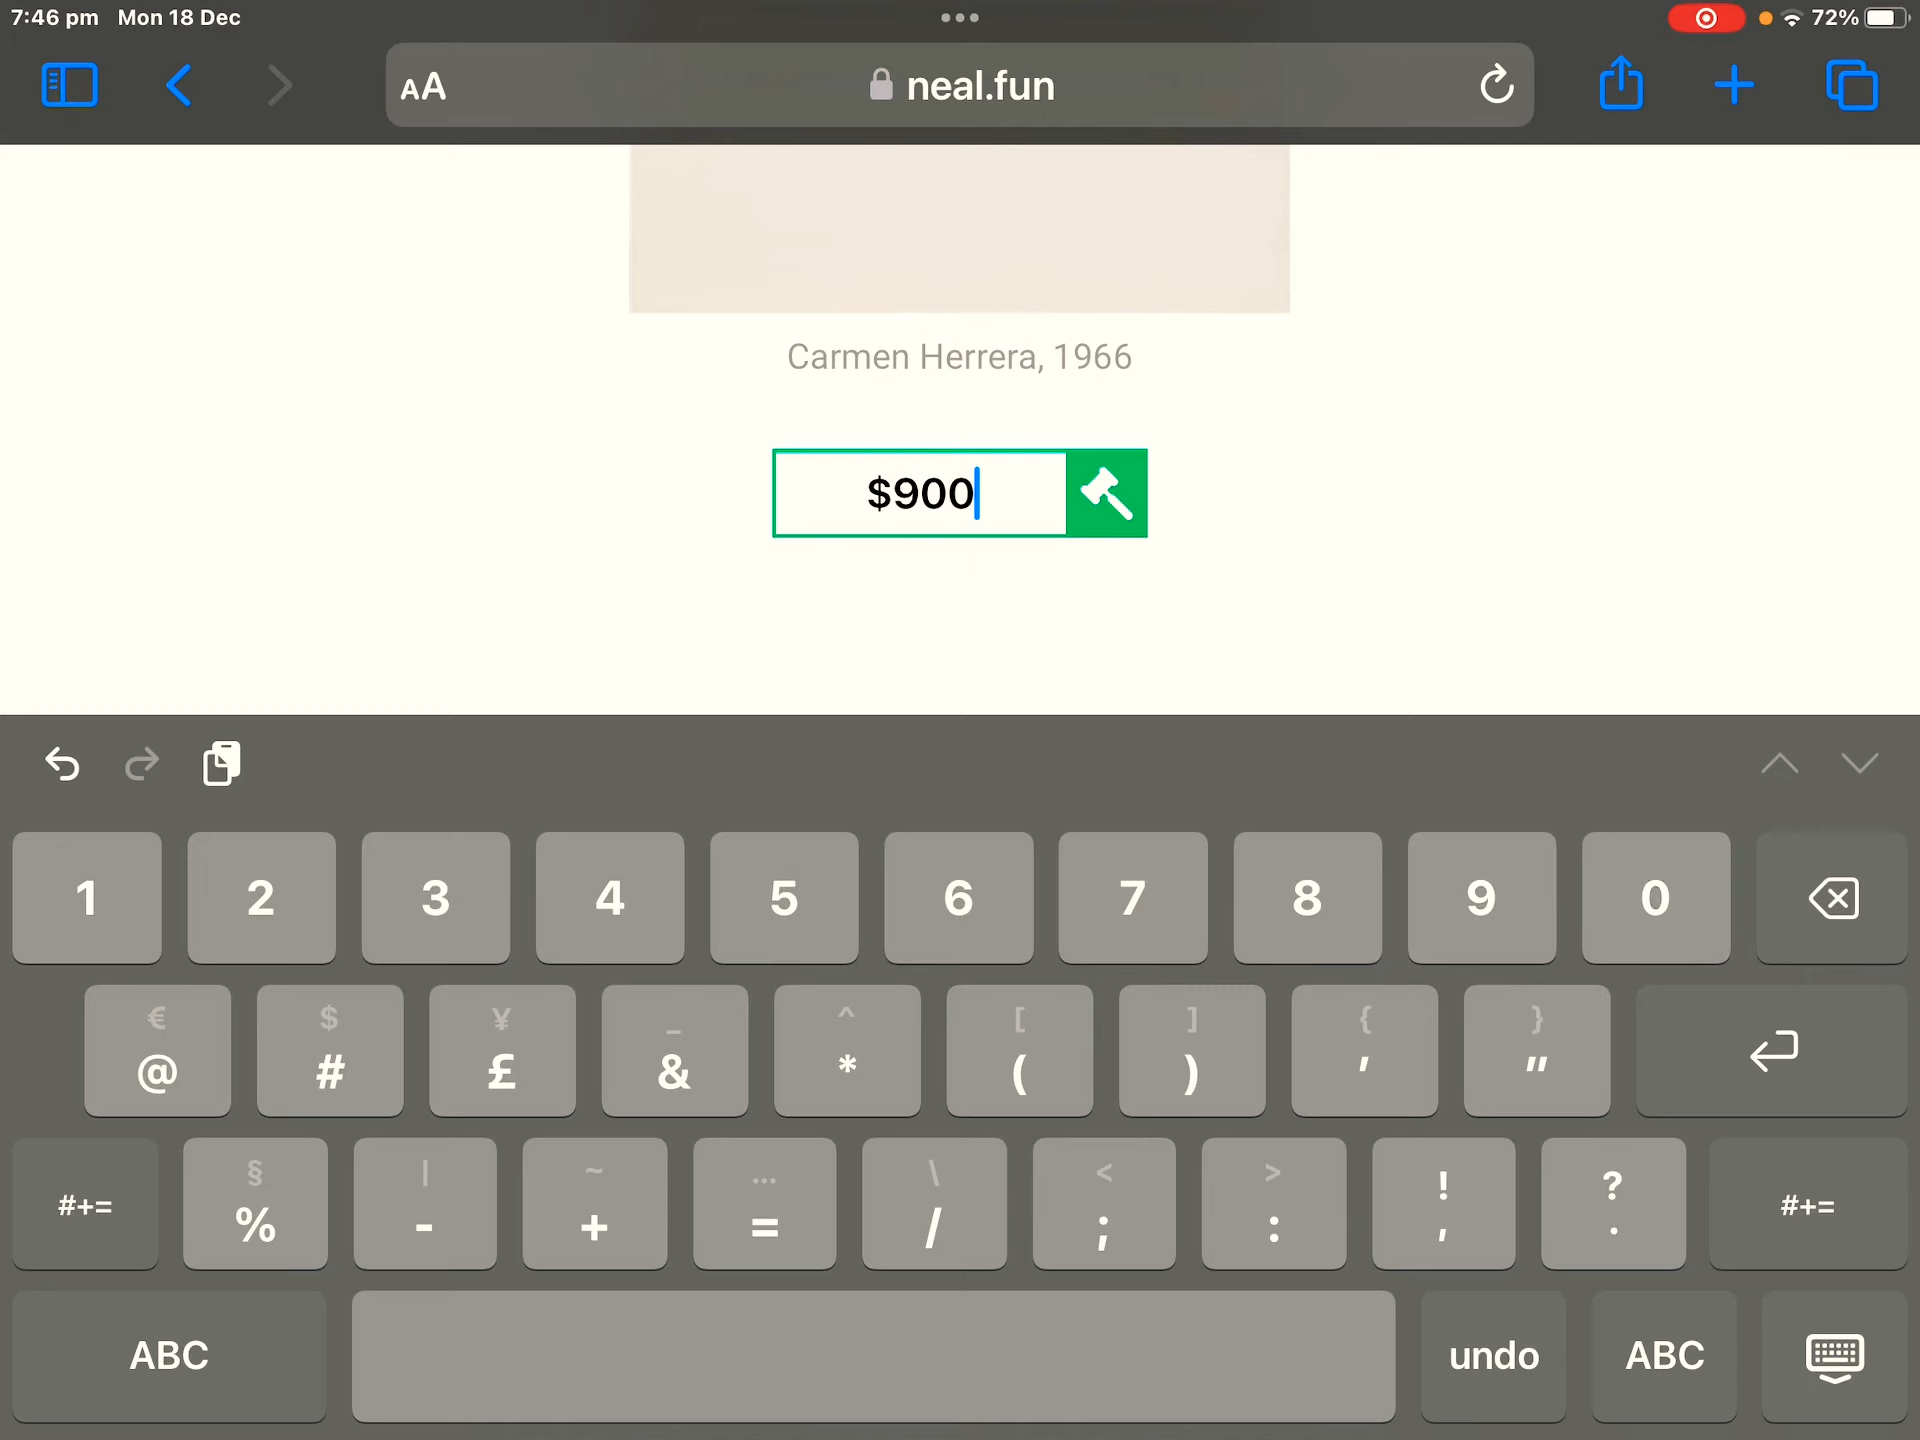 7:46 pm Mon 18 Dec
72%
AA
neal.fun
Carmen Herrera, 1966
$900
1 2 3 4 5 6 7 8 9 0
€ $ ¥ _ ^ [ ] { }
@ # £ & * ( ) ' "
§ | ~ … \ < > ! ?
#+= % - + = / ; : , . #+=
ABC undo ABC